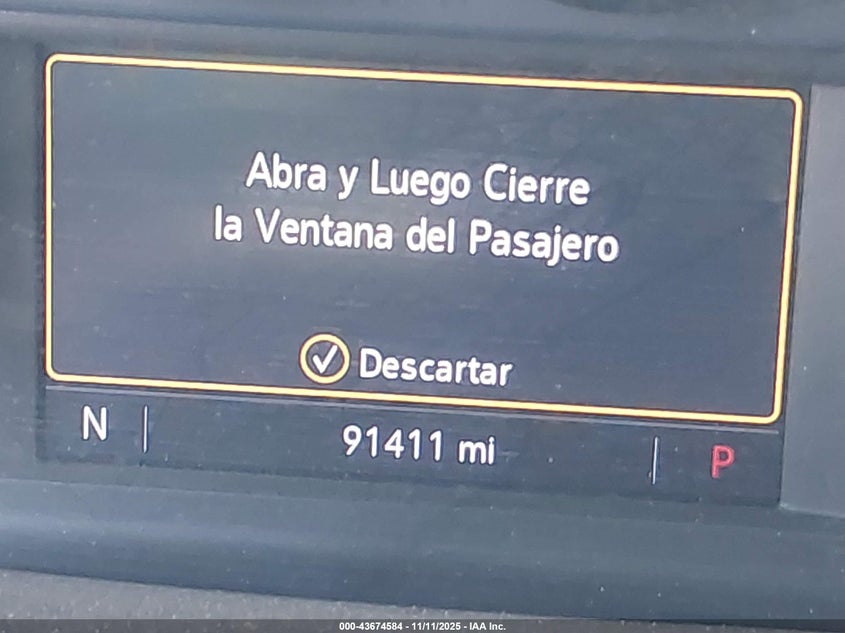 Abra y Luego Cierre
la Ventana del Pasajero
Descartar
N 91411 mi P
000-43674584 - 11/11/2025 - IAA Inc.